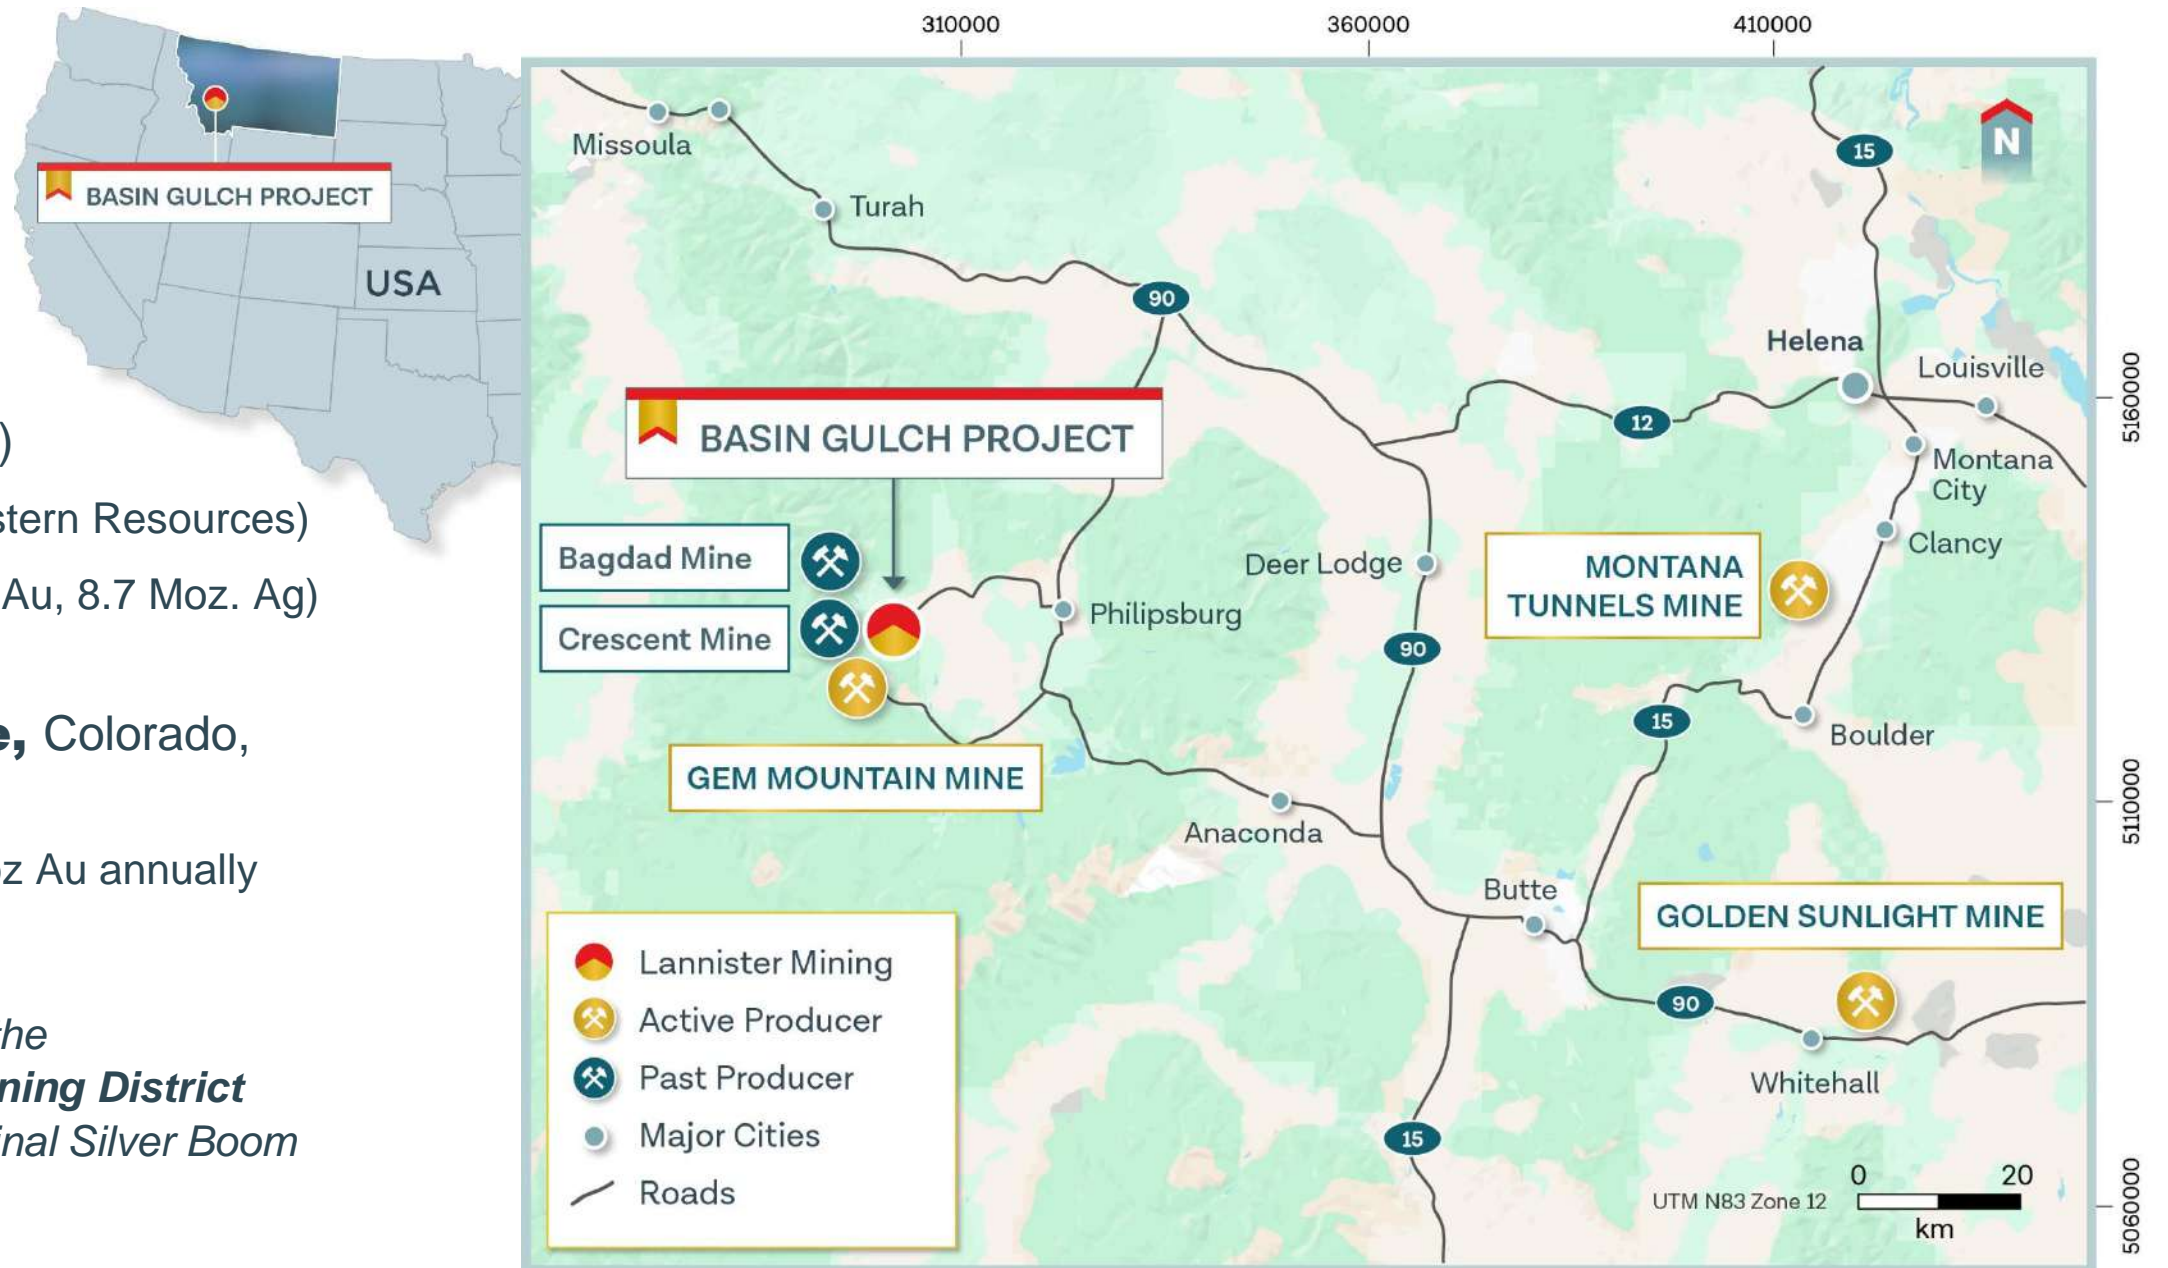 BASIN GULCH PROJECT
USA
)
stern Resources)
Au, 8.7 Moz. Ag)
e, Colorado,
z Au annually
the
ning District
inal Silver Boom
310000
360000
410000
5160000
5110000
5060000
N
Missoula
Turah
90
15
Helena
Louisville
12
Montana
City
Clancy
BASIN GULCH PROJECT
Bagdad Mine
Crescent Mine
Philipsburg
Deer Lodge
90
MONTANA
TUNNELS MINE
15
Boulder
GEM MOUNTAIN MINE
Anaconda
Butte
GOLDEN SUNLIGHT MINE
90
Whitehall
15
Lannister Mining
Active Producer
Past Producer
Major Cities
Roads
0 20
UTM N83 Zone 12
km